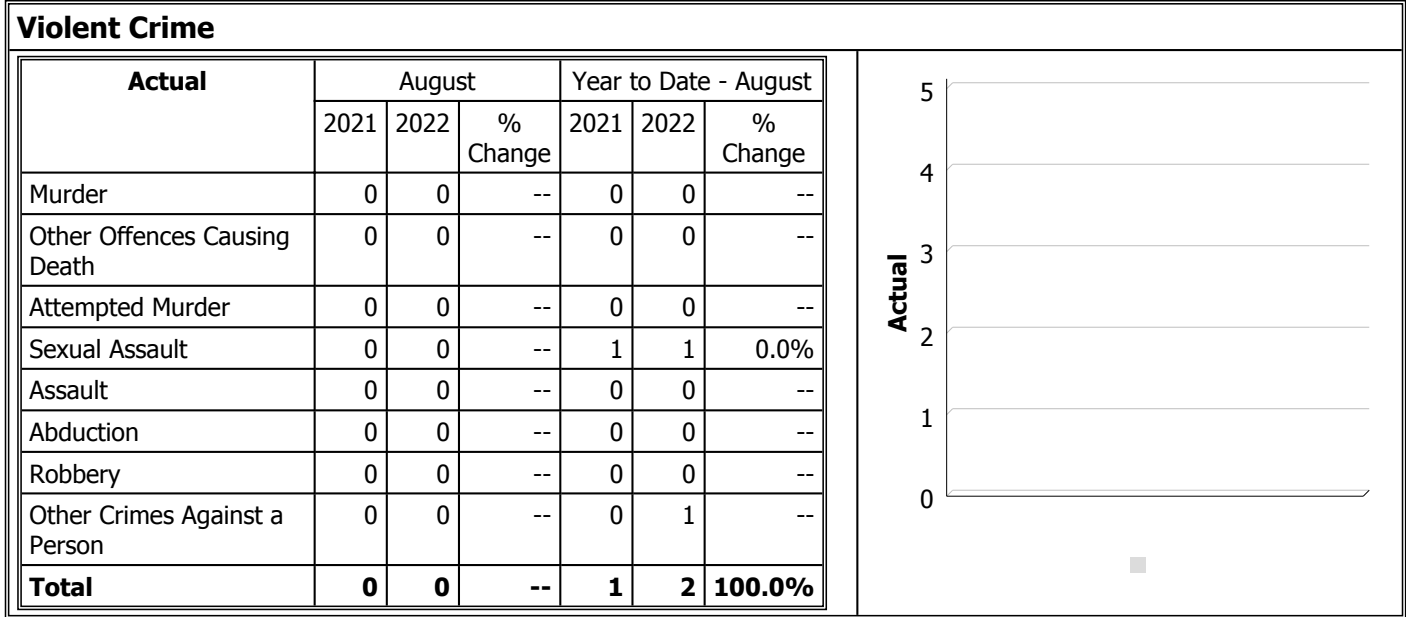 Violent Crime
Actual August Year to Date - August
2021 2022 % Change 2021 2022 % Change
Murder 0 0 -- 0 0 --
Other Offences Causing Death 0 0 -- 0 0 --
Attempted Murder 0 0 -- 0 0 --
Sexual Assault 0 0 -- 1 1 0.0%
Assault 0 0 -- 0 0 --
Abduction 0 0 -- 0 0 --
Robbery 0 0 -- 0 0 --
Other Crimes Against a Person 0 0 -- 0 1 --
Total 0 0 -- 1 2 100.0%
Actual
5
4
3
2
1
0